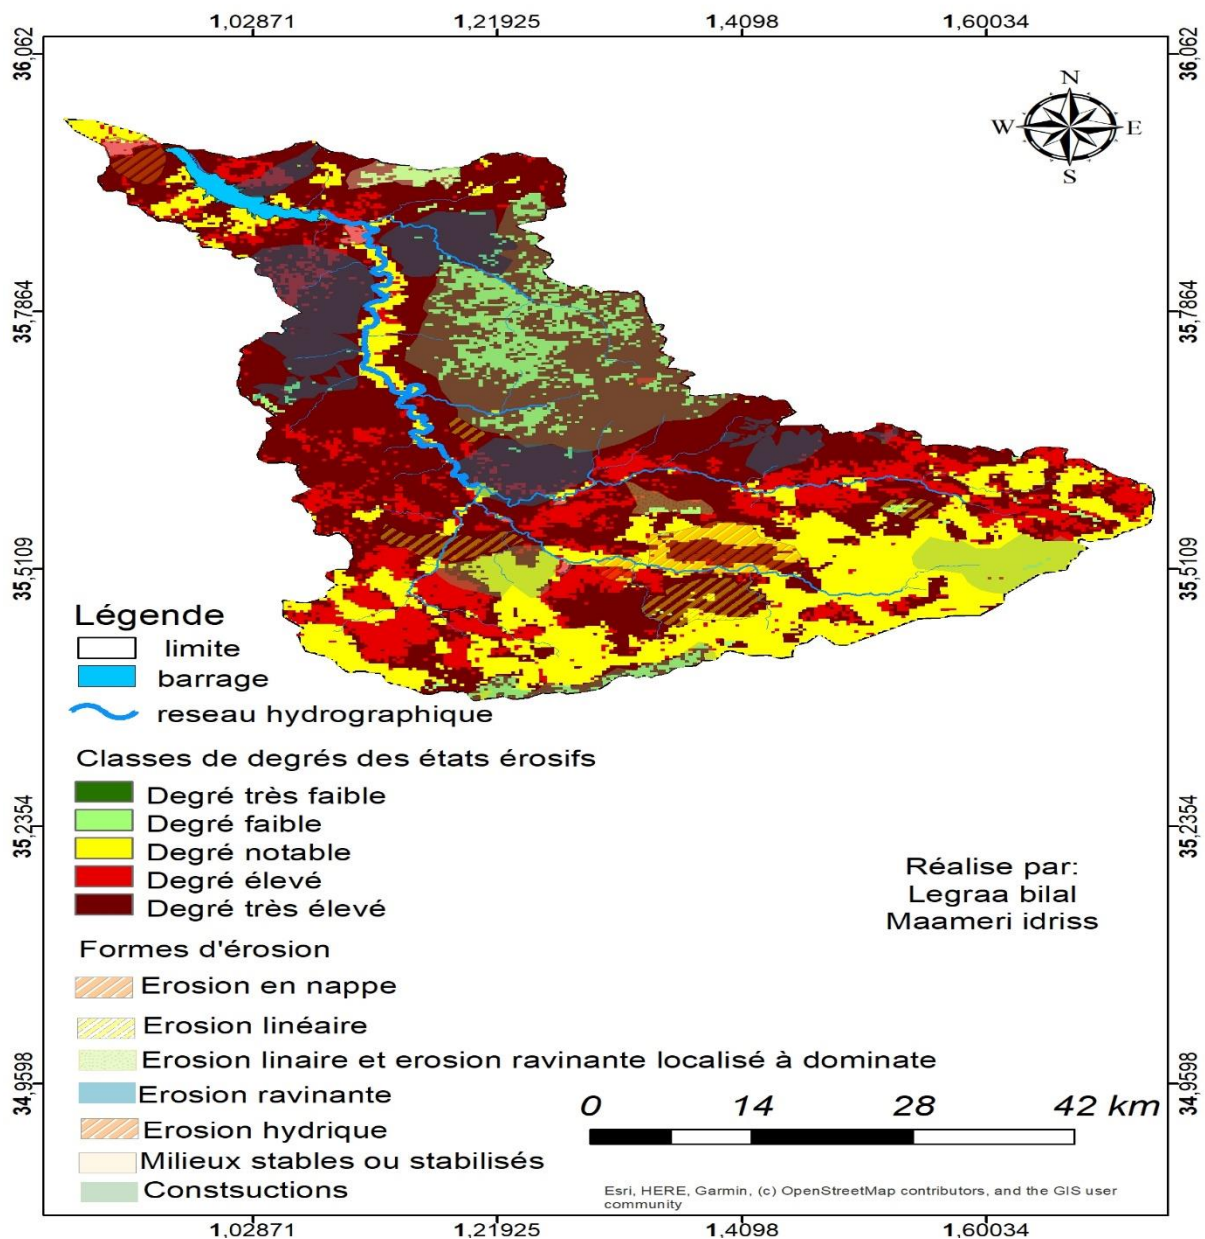 1,02871 1,21925 1,4098 1,60034
36,062 36,062
N
W E
S
35,7864 35,7864
35,5109 35,5109
Légende
limite
barrage
reseau hydrographique
Classes de degrés des états érosifs
Degré très faible
Degré faible
35,2354 35,2354
Degré notable
Degré élevé
Degré très élevé
Réalise par:
Legraa bilal
Maameri idriss
Formes d'érosion
Erosion en nappe
Erosion linéaire
Erosion linaire et erosion ravinante localisé à dominate
34,9598 34,9598
Erosion ravinante
Erosion hydrique
Milieux stables ou stabilisés
Constsuctions
0 14 28 42 km
Esri, HERE, Garmin, (c) OpenStreetMap contributors, and the GIS user
community
1,02871 1,21925 1,4098 1,60034